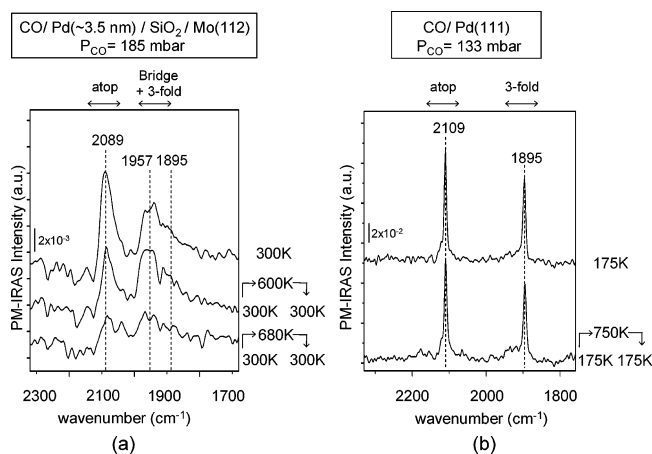 CO/ Pd(~3.5 nm) / SiO2 / Mo(112)
PCO= 185 mbar
atop
Bridge
+ 3-fold
2089
1957 1895
PM-IRAS Intensity (a.u.)
2x10-3
300K
600K
300K 300K
680K
300K 300K
2300 2100 1900 1700
wavenumber (cm-1)
(a)
CO/ Pd(111)
PCO= 133 mbar
atop 3-fold
2109
1895
PM-IRAS Intensity (a.u.)
2x10-2
175K
750K
175K 175K
2200 2000 1800
wavenumber (cm-1)
(b)